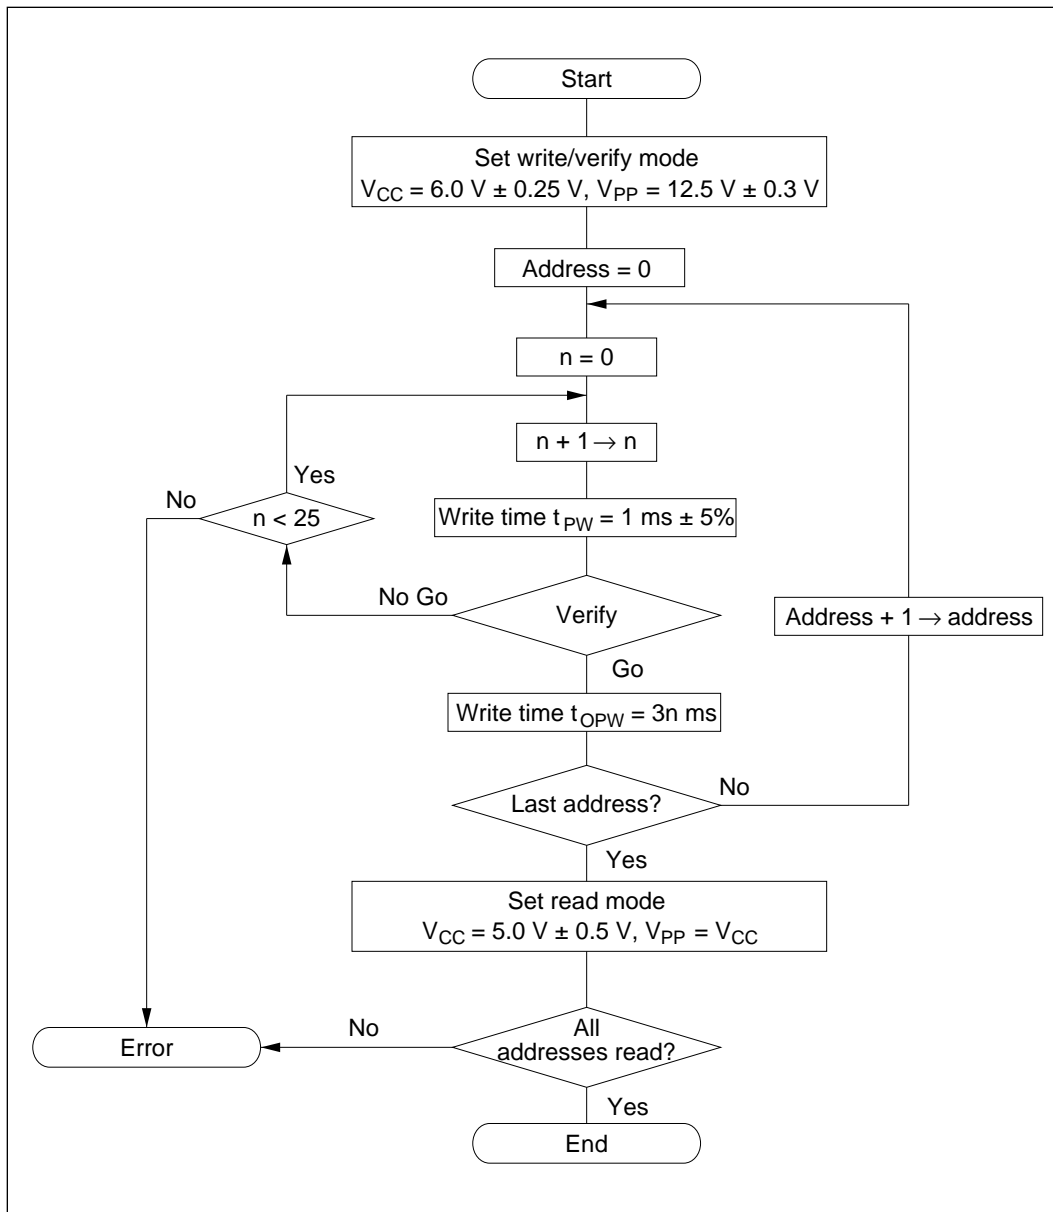 Start
Set write/verify mode
VCC = 6.0 V ± 0.25 V, VPP = 12.5 V ± 0.3 V
Address = 0
n = 0
n + 1 → n
Yes
No
n < 25
Write time tPW = 1 ms ± 5%
No Go
Verify
Address + 1 → address
Go
Write time tOPW = 3n ms
Last address?
No
Yes
Set read mode
VCC = 5.0 V ± 0.5 V, VPP = VCC
All
addresses read?
No
Error
Yes
End